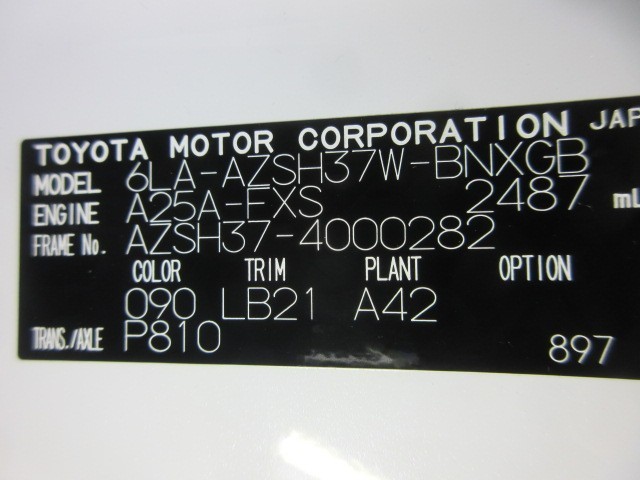 TOYOTA MOTOR CORPORATION JAP
MODEL 6LA-AZSH37W-BNXGB
ENGINE A25A-FXS 2487 mL
FRAME No. AZSH37-4000282
COLOR TRIM PLANT OPTION
090 LB21 A42
TRANS./AXLE P810
897